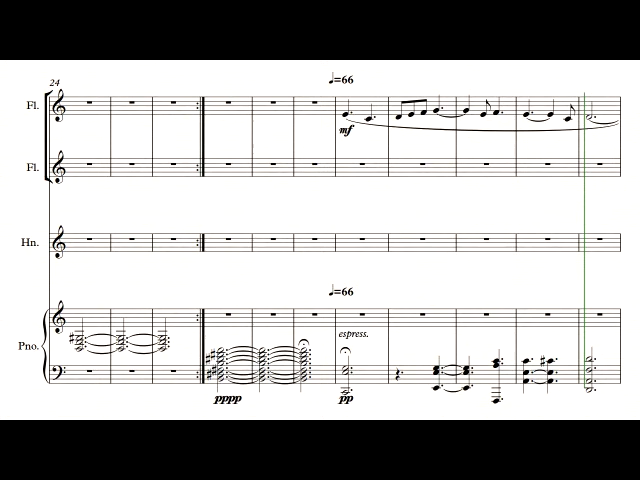 24
♩=66
Fl.
mf
Fl.
Hn.
♩=66
espress.
Pno.
pppp
pp